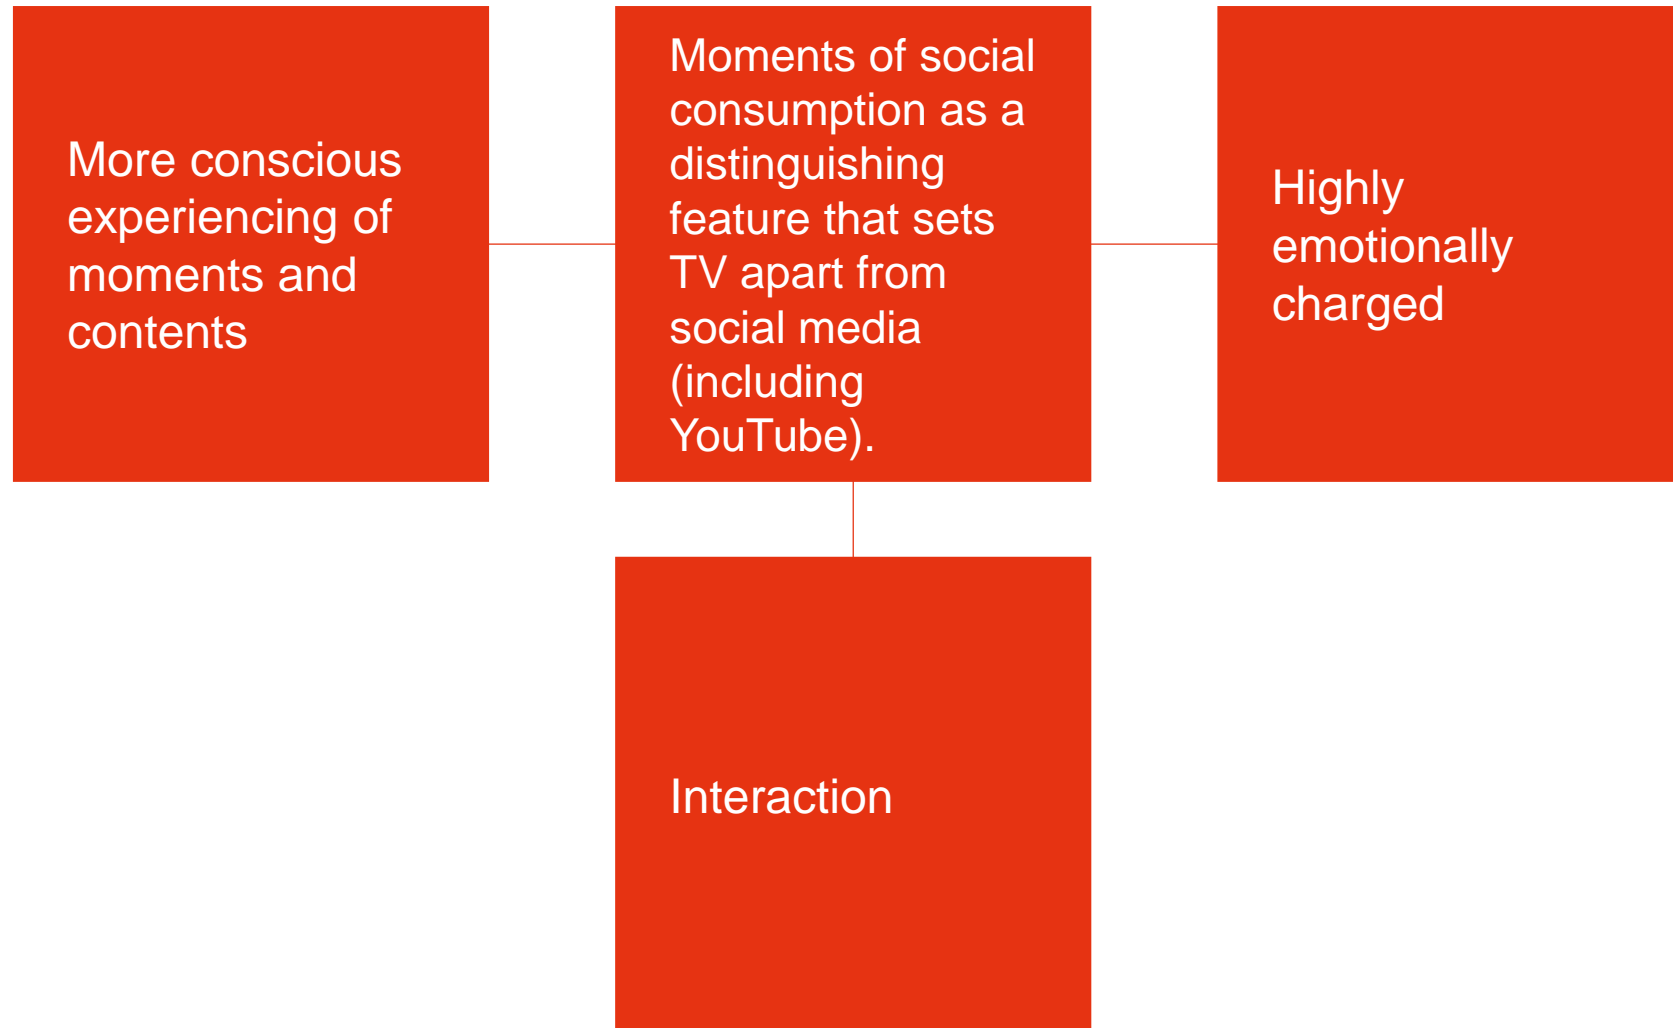 More conscious
experiencing of
moments and
contents
Moments of social
consumption as a
distinguishing
feature that sets
TV apart from
social media
(including
YouTube).
Highly
emotionally
charged
Interaction